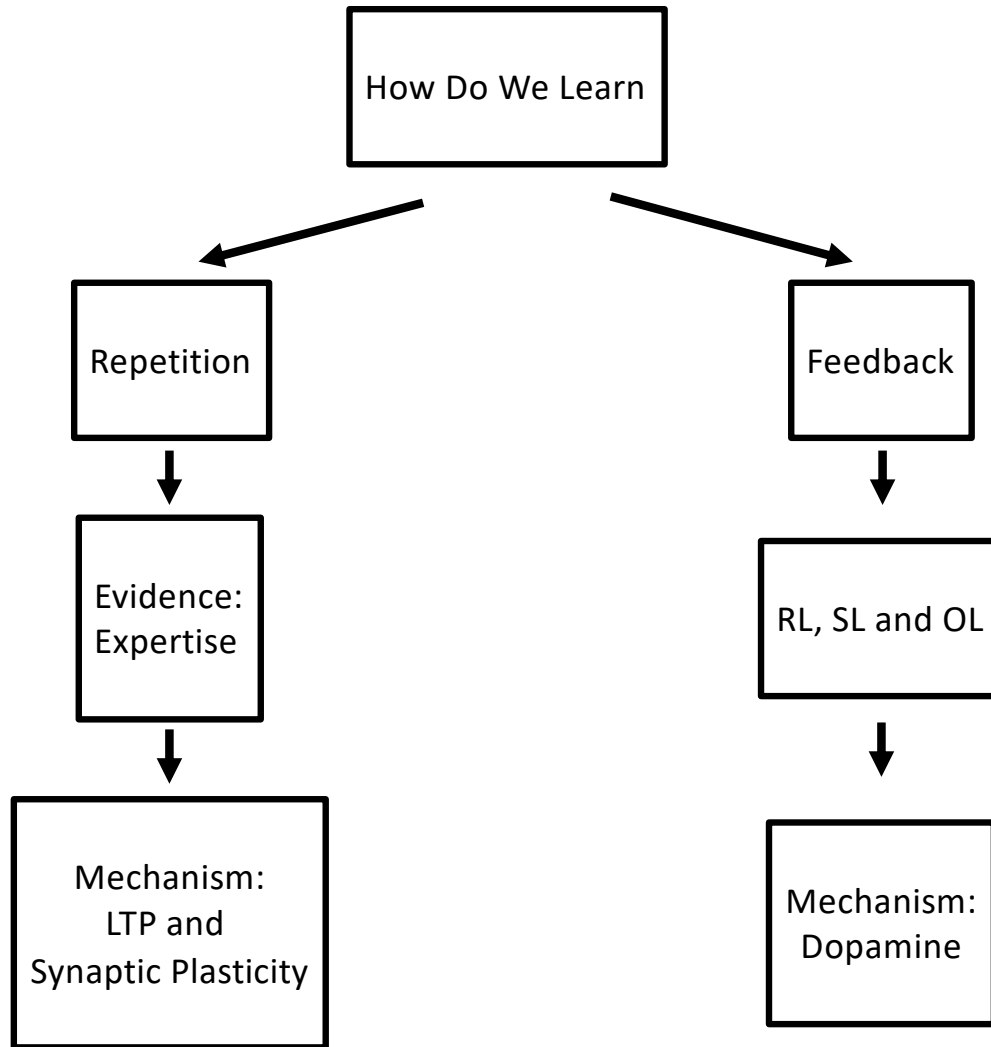 How Do We Learn
Repetition
Feedback
Evidence:
Expertise
RL, SL and OL
Mechanism:
LTP and
Synaptic Plasticity
Mechanism:
Dopamine